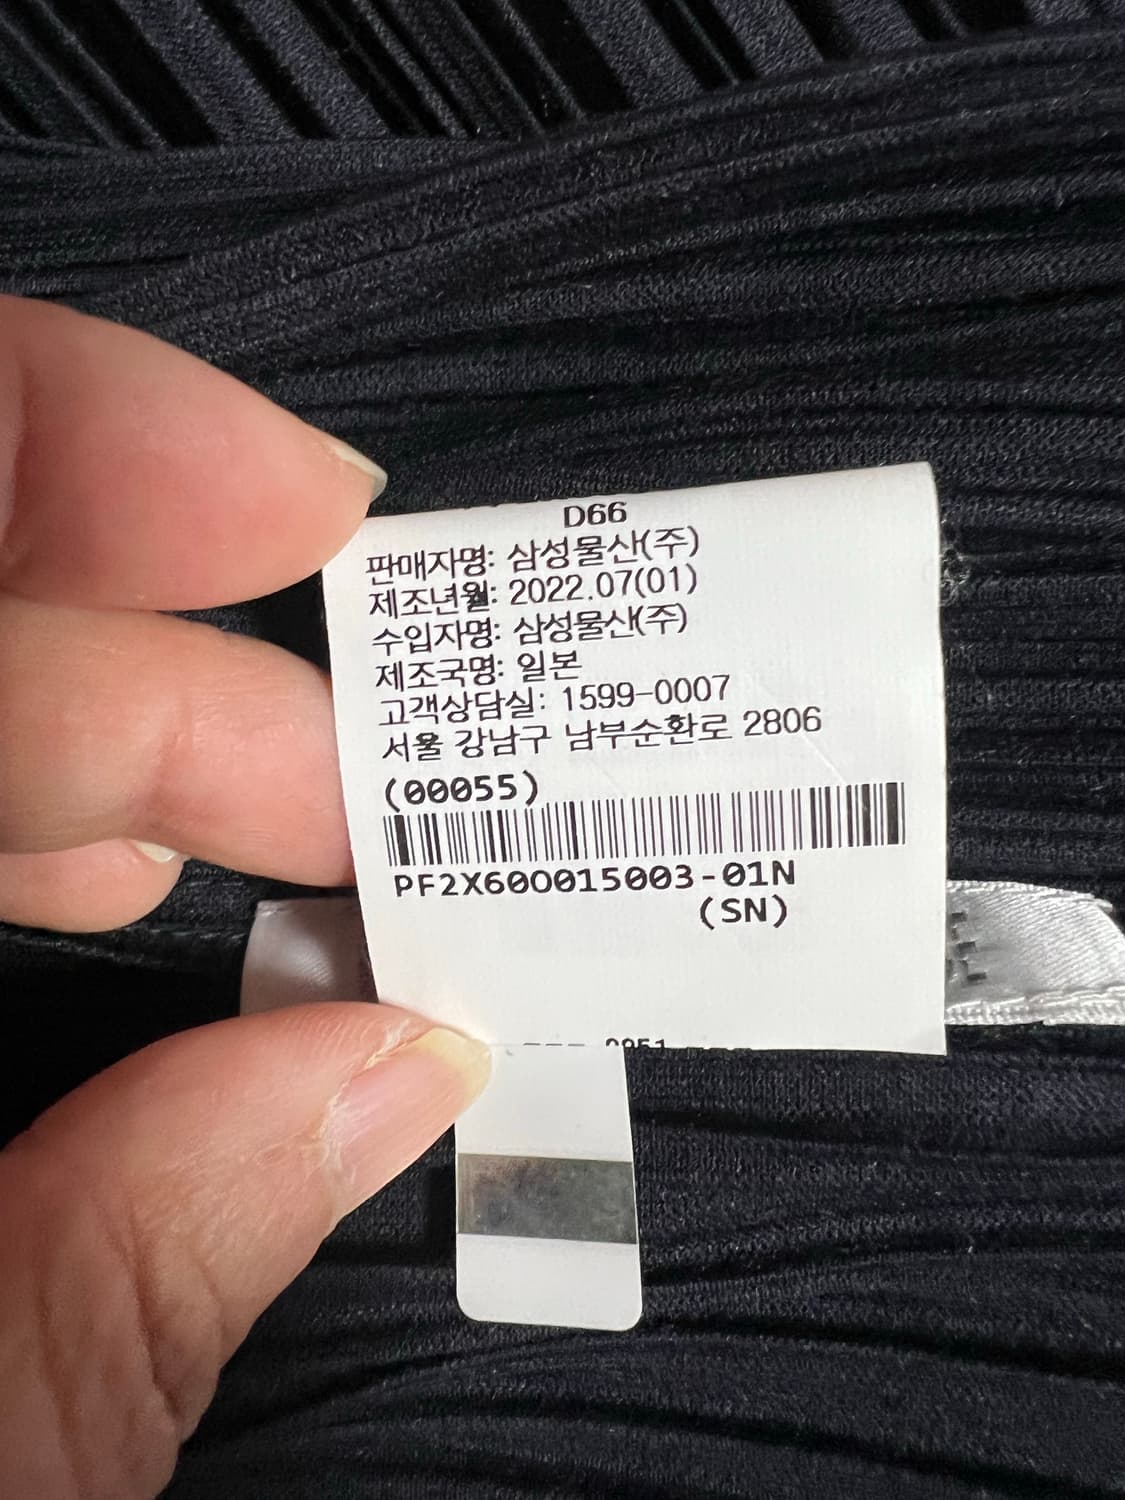 D66
판매자명: 삼성물산(주)
제조년월: 2022.07(01)
수입자명: 삼성물산(주)
제조국명: 일본
고객상담실: 1599-0007
서울 강남구 남부순환로 2806
(00055)
PF2X60O015003-01N
(SN)